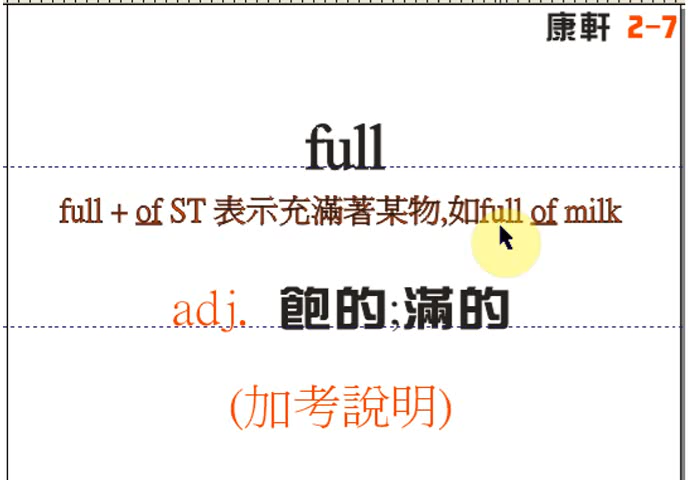 康軒 2-7
full
full + of ST 表示充滿著某物,如full of milk
adj. 飽的;滿的
(加考說明)